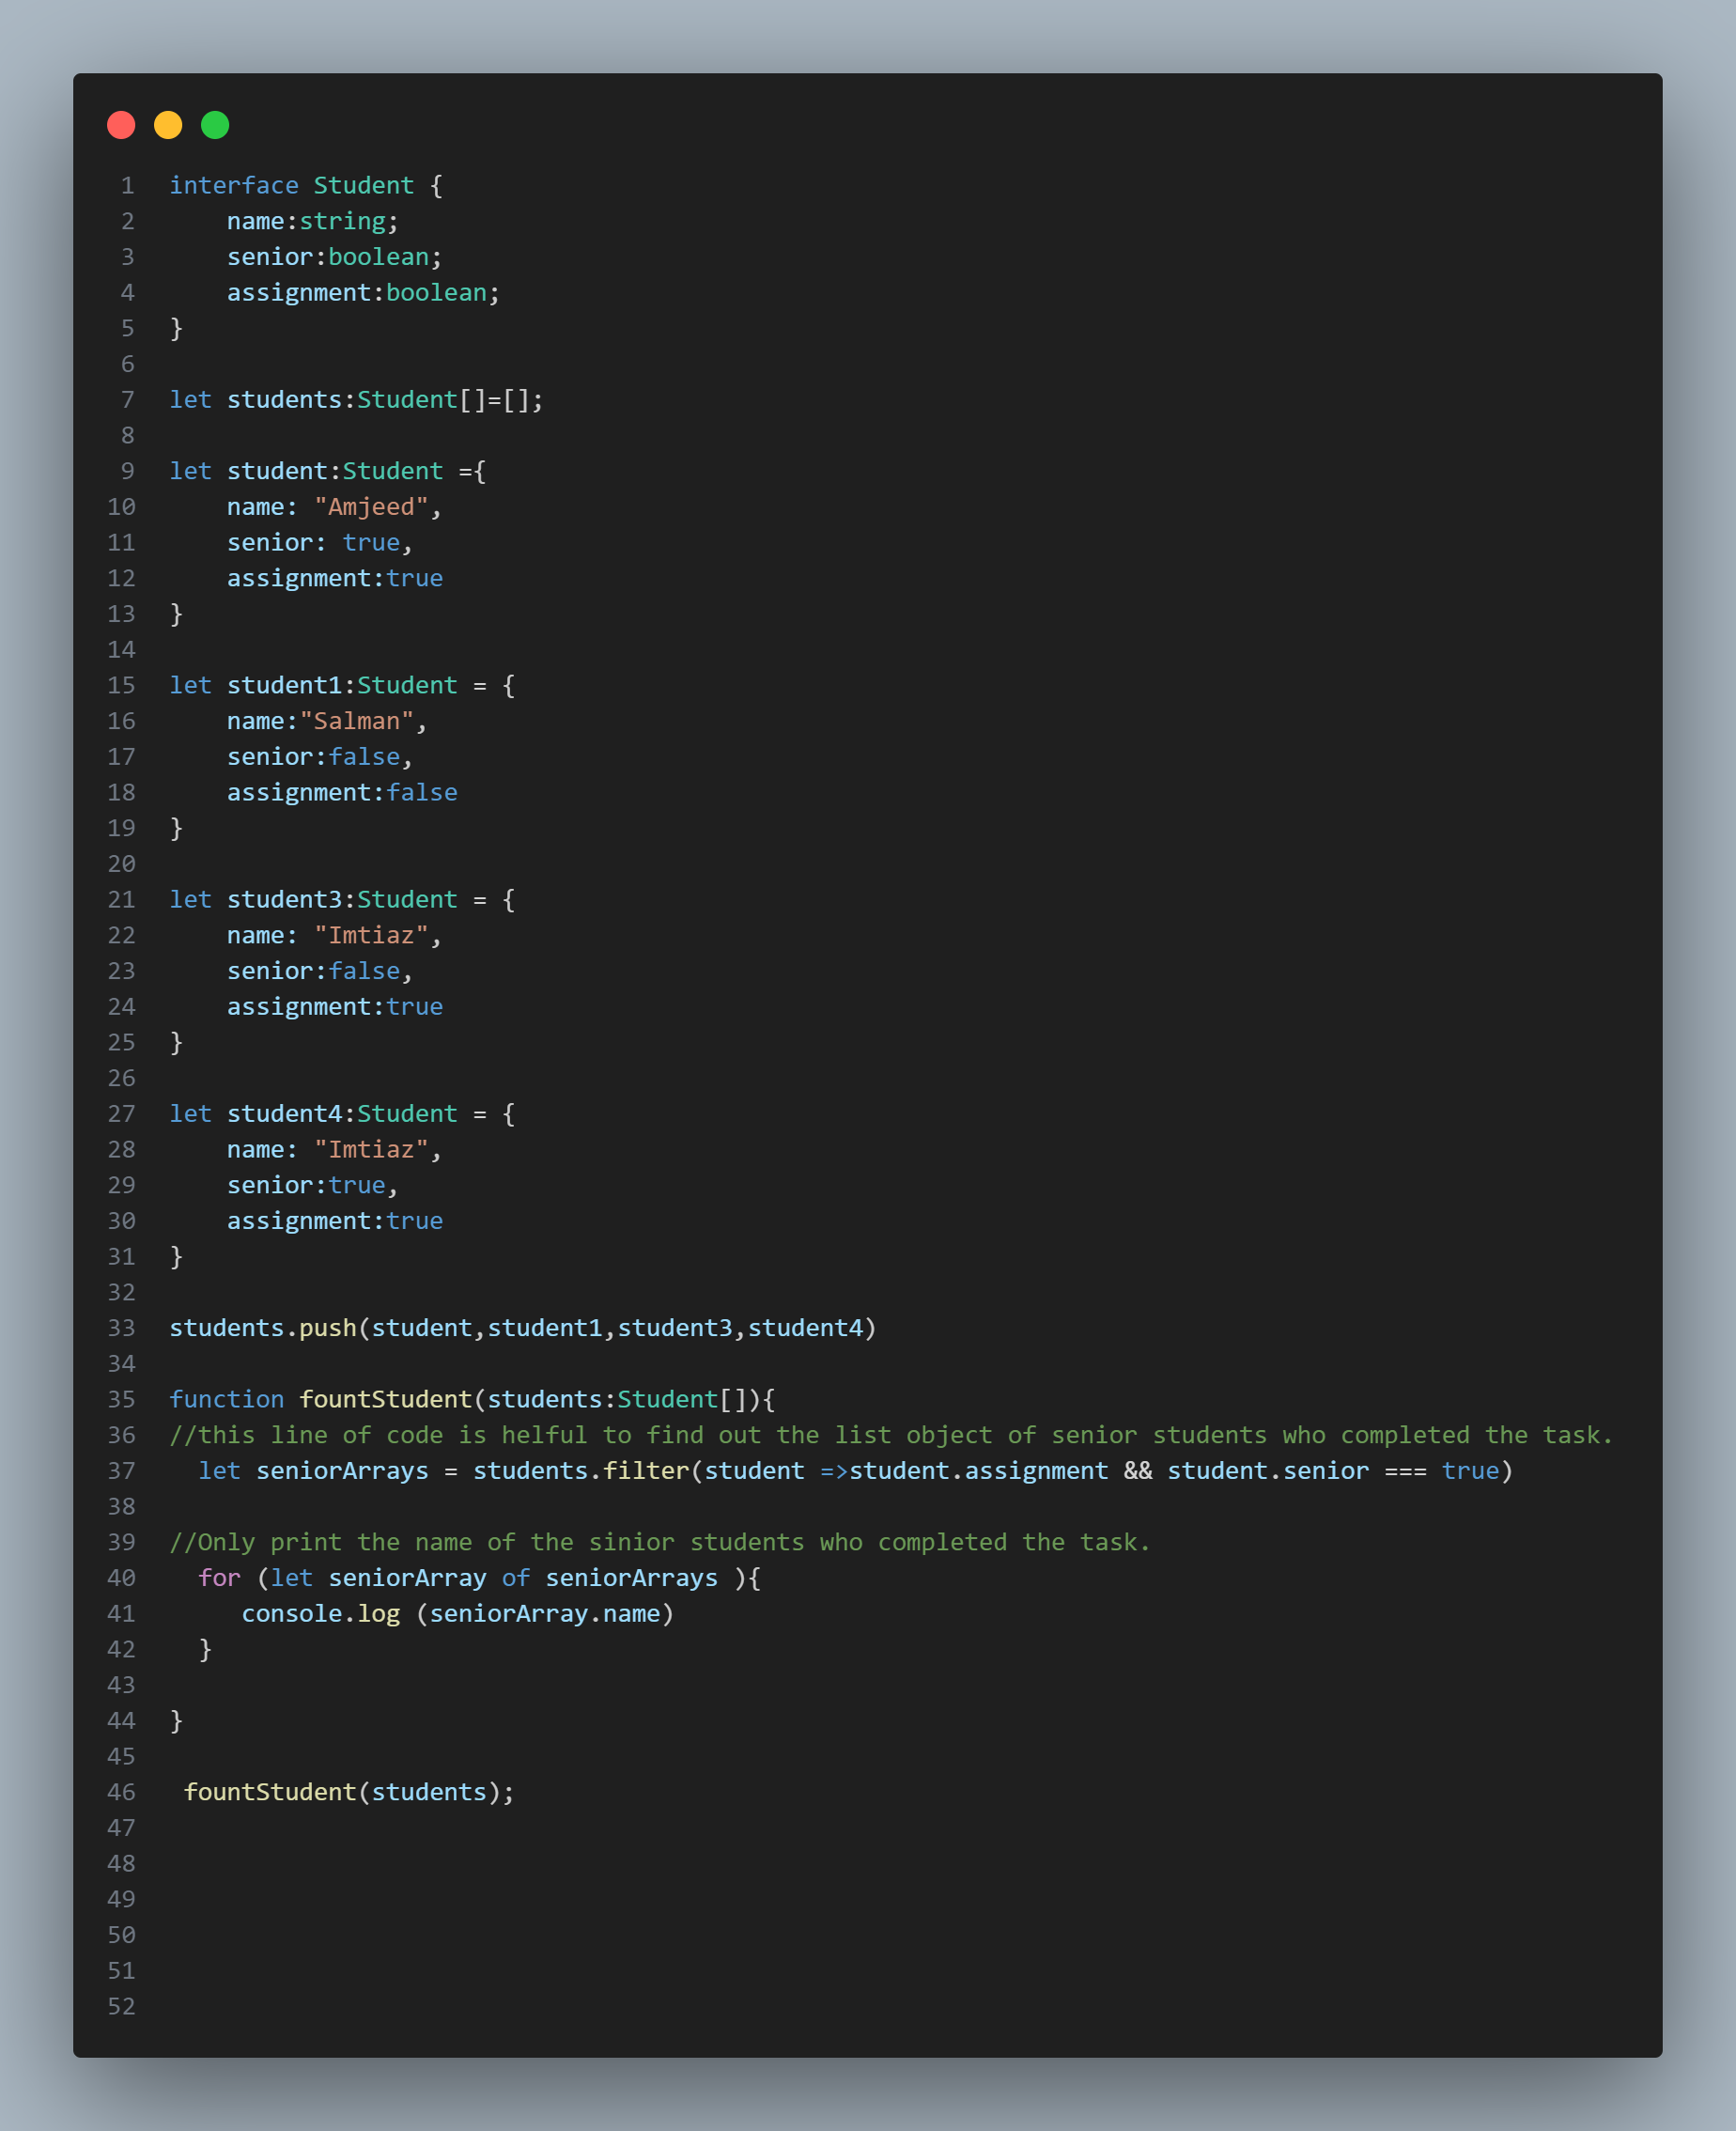 1 interface Student {
2     name:string;
3     senior:boolean;
4     assignment:boolean;
5 }
6
7 let students:Student[]=[];
8
9 let student:Student ={
10     name: "Amjeed",
11     senior: true,
12     assignment:true
13 }
14
15 let student1:Student = {
16     name:"Salman",
17     senior:false,
18     assignment:false
19 }
20
21 let student3:Student = {
22     name: "Imtiaz",
23     senior:false,
24     assignment:true
25 }
26
27 let student4:Student = {
28     name: "Imtiaz",
29     senior:true,
30     assignment:true
31 }
32
33 students.push(student,student1,student3,student4)
34
35 function fountStudent(students:Student[]){
36 //this line of code is helful to find out the list object of senior students who completed the task.
37   let seniorArrays = students.filter(student =>student.assignment && student.senior === true)
38
39 //Only print the name of the sinior students who completed the task.
40   for (let seniorArray of seniorArrays ){
41      console.log (seniorArray.name)
42   }
43
44 }
45
46  fountStudent(students);
47
48
49
50
51
52